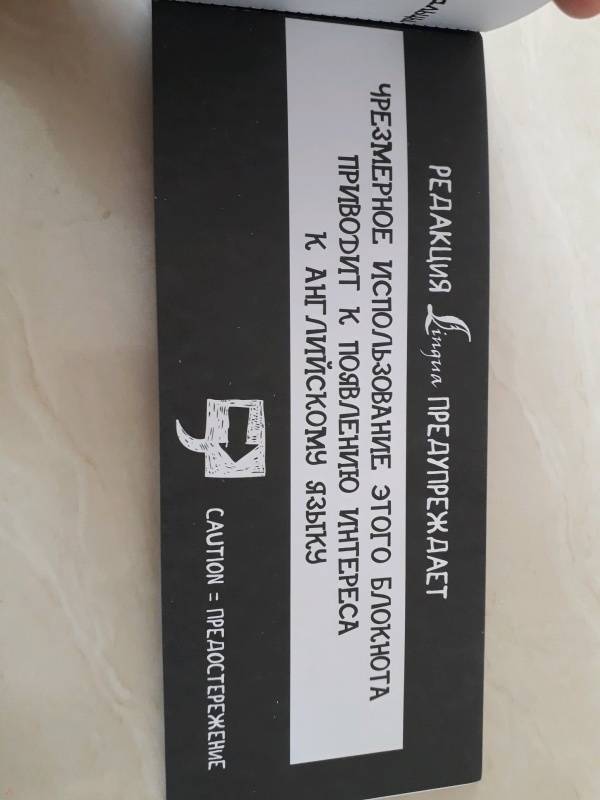 РЕДАКЦИЯ Lingua ПРЕДУПРЕЖДАЕТ
ЧРЕЗМЕРНОЕ ИСПОЛЬЗОВАНИЕ ЭТОГО БЛОКНОТА
ПРИВОДИТ К ПОЯВЛЕНИЮ ИНТЕРЕСА
К АНГЛИЙСКОМУ ЯЗЫКУ
CAUTION = ПРЕДОСТЕРЕЖЕНИЕ